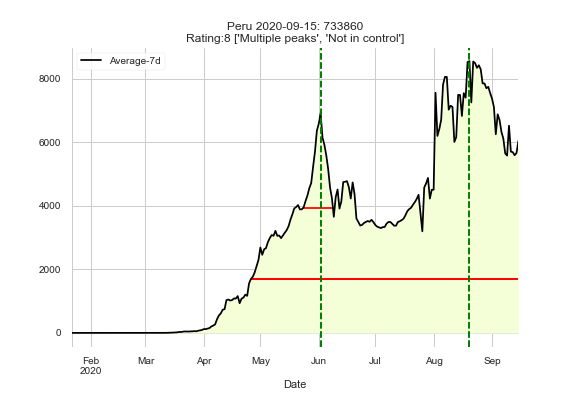 Peru 2020-09-15: 733860
Rating:8 ['Multiple peaks', 'Not in control']
Average-7d
8000
6000
4000
2000
0
Feb Mar Apr May Jun Jul Aug Sep
2020
Date